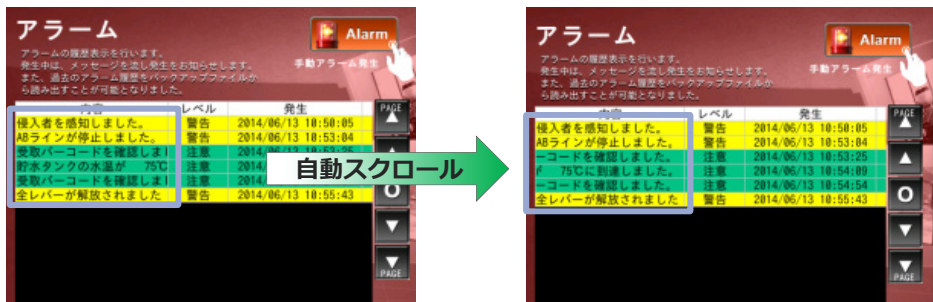 アラーム
Alarm
手動アラーム発生
アラームの履歴表示を行います。
発生中は、メッセージを流し発生をお知らせします。
また、過去のアラーム履歴をバックアップファイルか
ら読み出すことが可能となりました。
内容 レベル 発生
侵入者を感知しました。 警告 2014/06/13 10:50:05
ABラインが停止しました。 警告 2014/06/13 10:53:04
受取バーコードを確認しま 注意 2014/06/13 10:53:25
貯水タンクの水温が 75℃ 注意 2014/
受取バーコードを確認しま 注意 2014/
全レバーが解放されました 警告 2014/06/13 10:55:43
PAGE
▲
▲
O
▼
▼
PAGE
自動スクロール
アラーム
Alarm
手動アラーム発生
アラームの履歴表示を行います。
発生中は、メッセージを流し発生をお知らせします。
また、過去のアラーム履歴をバックアップファイルか
ら読み出すことが可能となりました。
内容 レベル 発生
侵入者を感知しました。 警告 2014/06/13 10:50:05
ABラインが停止しました。 警告 2014/06/13 10:53:04
ーコードを確認しました。 注意 2014/06/13 10:53:25
75℃に到達しました。 注意 2014/06/13 10:54:09
ーコードを確認しました。 注意 2014/06/13 10:54:54
全レバーが解放されました 警告 2014/06/13 10:55:43
PAGE
▲
▲
O
▼
▼
PAGE